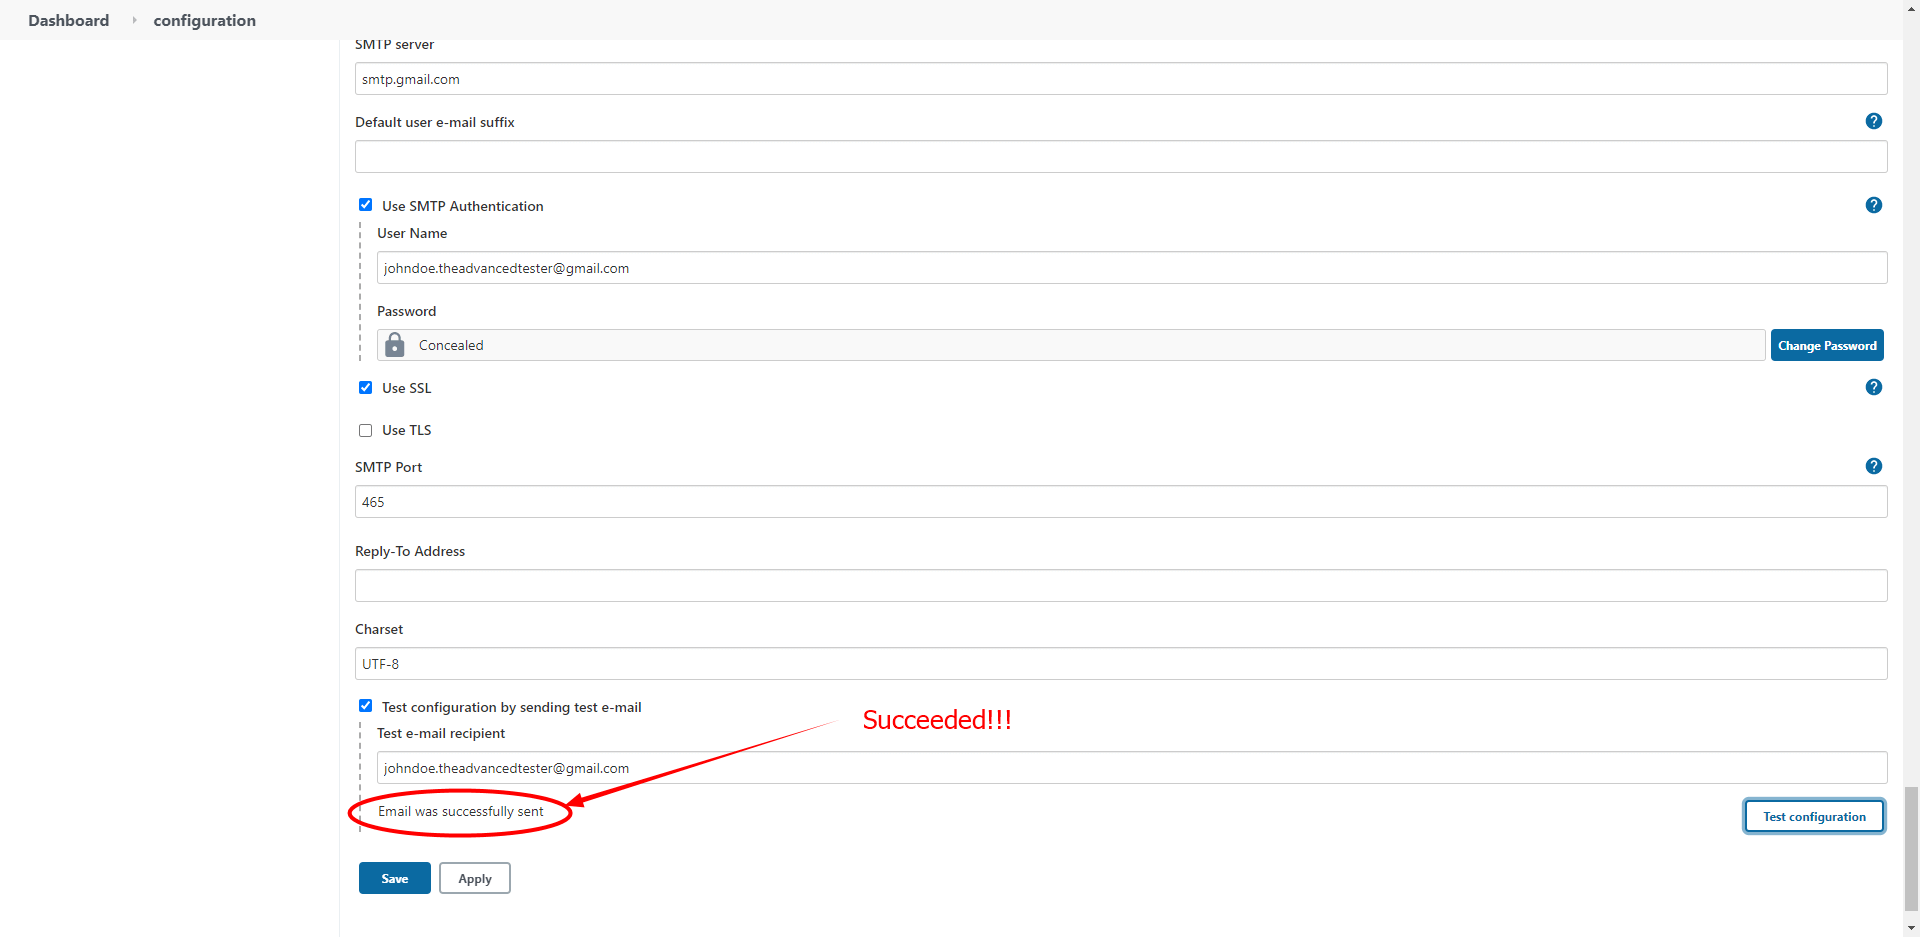 Dashboard configuration
SMTP server
smtp.gmail.com
Default user e-mail suffix
?
Use SMTP Authentication
?
User Name
johndoe.theadvancedtester@gmail.com
Password
Concealed
Change Password
Use SSL
?
Use TLS
SMTP Port
?
465
Reply-To Address
Charset
UTF-8
Test configuration by sending test e-mail
Succeeded!!!
Test e-mail recipient
johndoe.theadvancedtester@gmail.com
Email was successfully sent
Test configuration
Save
Apply